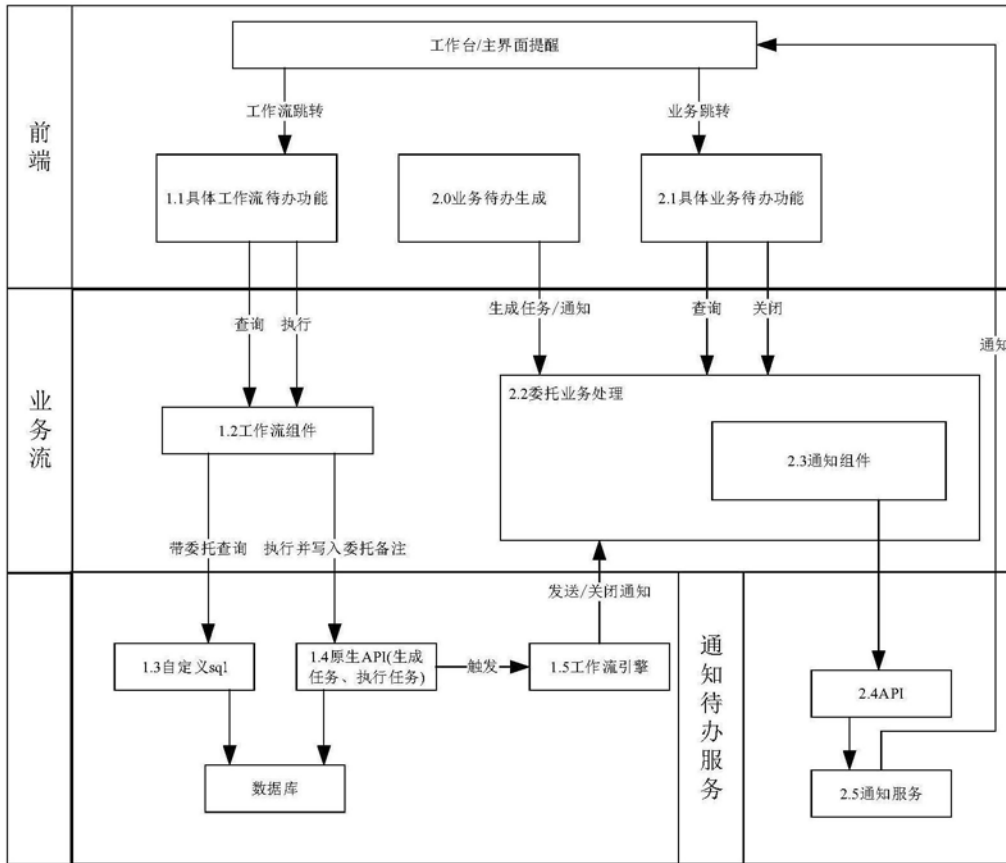 工作台/主界面提醒
工作流跳转
业务跳转
前端
1.1具体工作流待办功能
2.0业务待办生成
2.1具体业务待办功能
查询
执行
生成任务/通知
查询
关闭
通知
业务流
2.2委托业务处理
1.2工作流组件
2.3通知组件
带委托查询
执行并写入委托备注
发送/关闭通知
通知待办服务
1.3自定义sql
1.4原生API(生成
任务、执行任务)
触发
1.5工作流引擎
2.4API
数据库
2.5通知服务